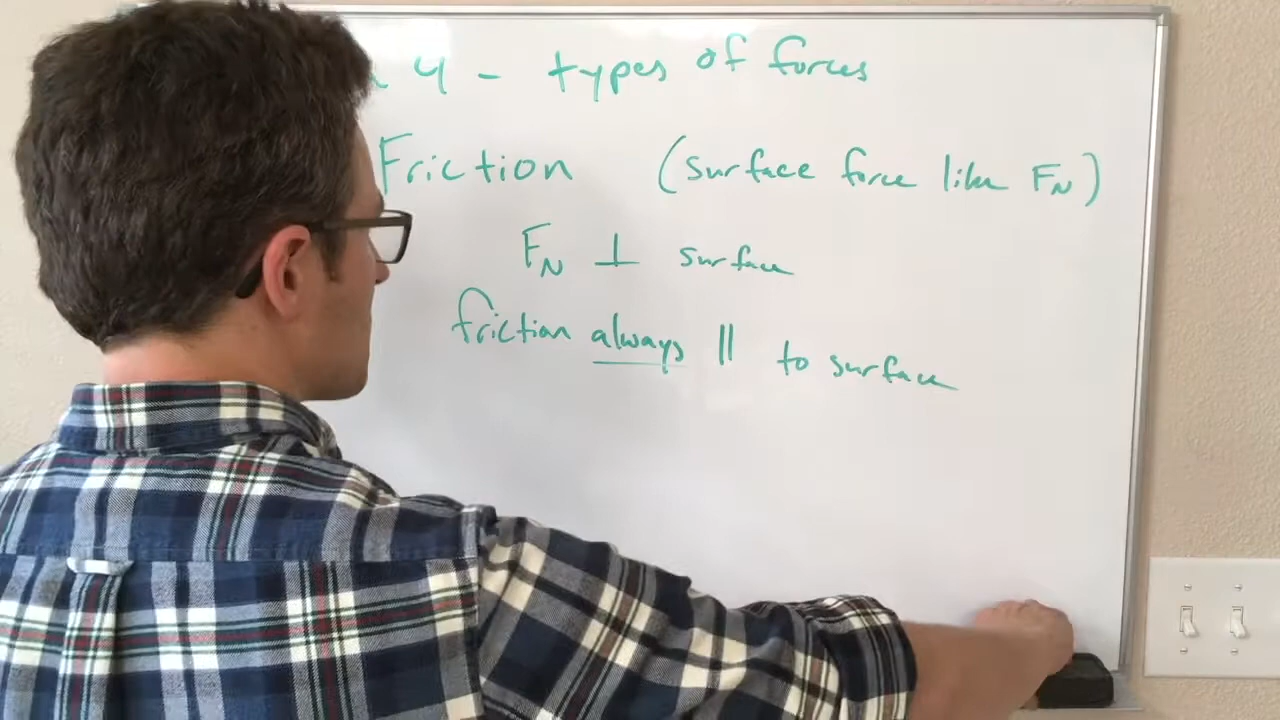 4 - types of forces
Friction (surface force like FN)
FN ⊥ surface
friction always || to surface